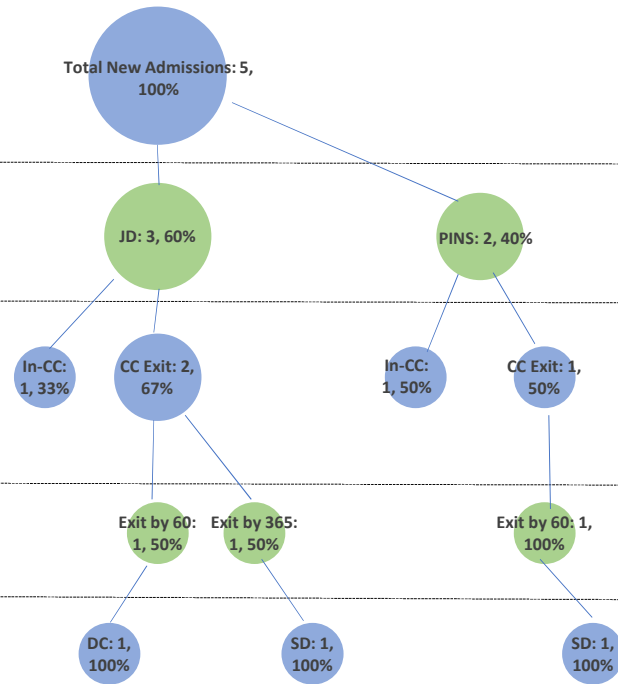 Total New Admissions: 5,
100%
JD: 3, 60%
PINS: 2, 40%
In-CC:
1, 33%
CC Exit: 2,
67%
In-CC:
1, 50%
CC Exit: 1,
50%
Exit by 60:
1, 50%
Exit by 365:
1, 50%
Exit by 60: 1,
100%
DC: 1,
100%
SD: 1,
100%
SD: 1,
100%